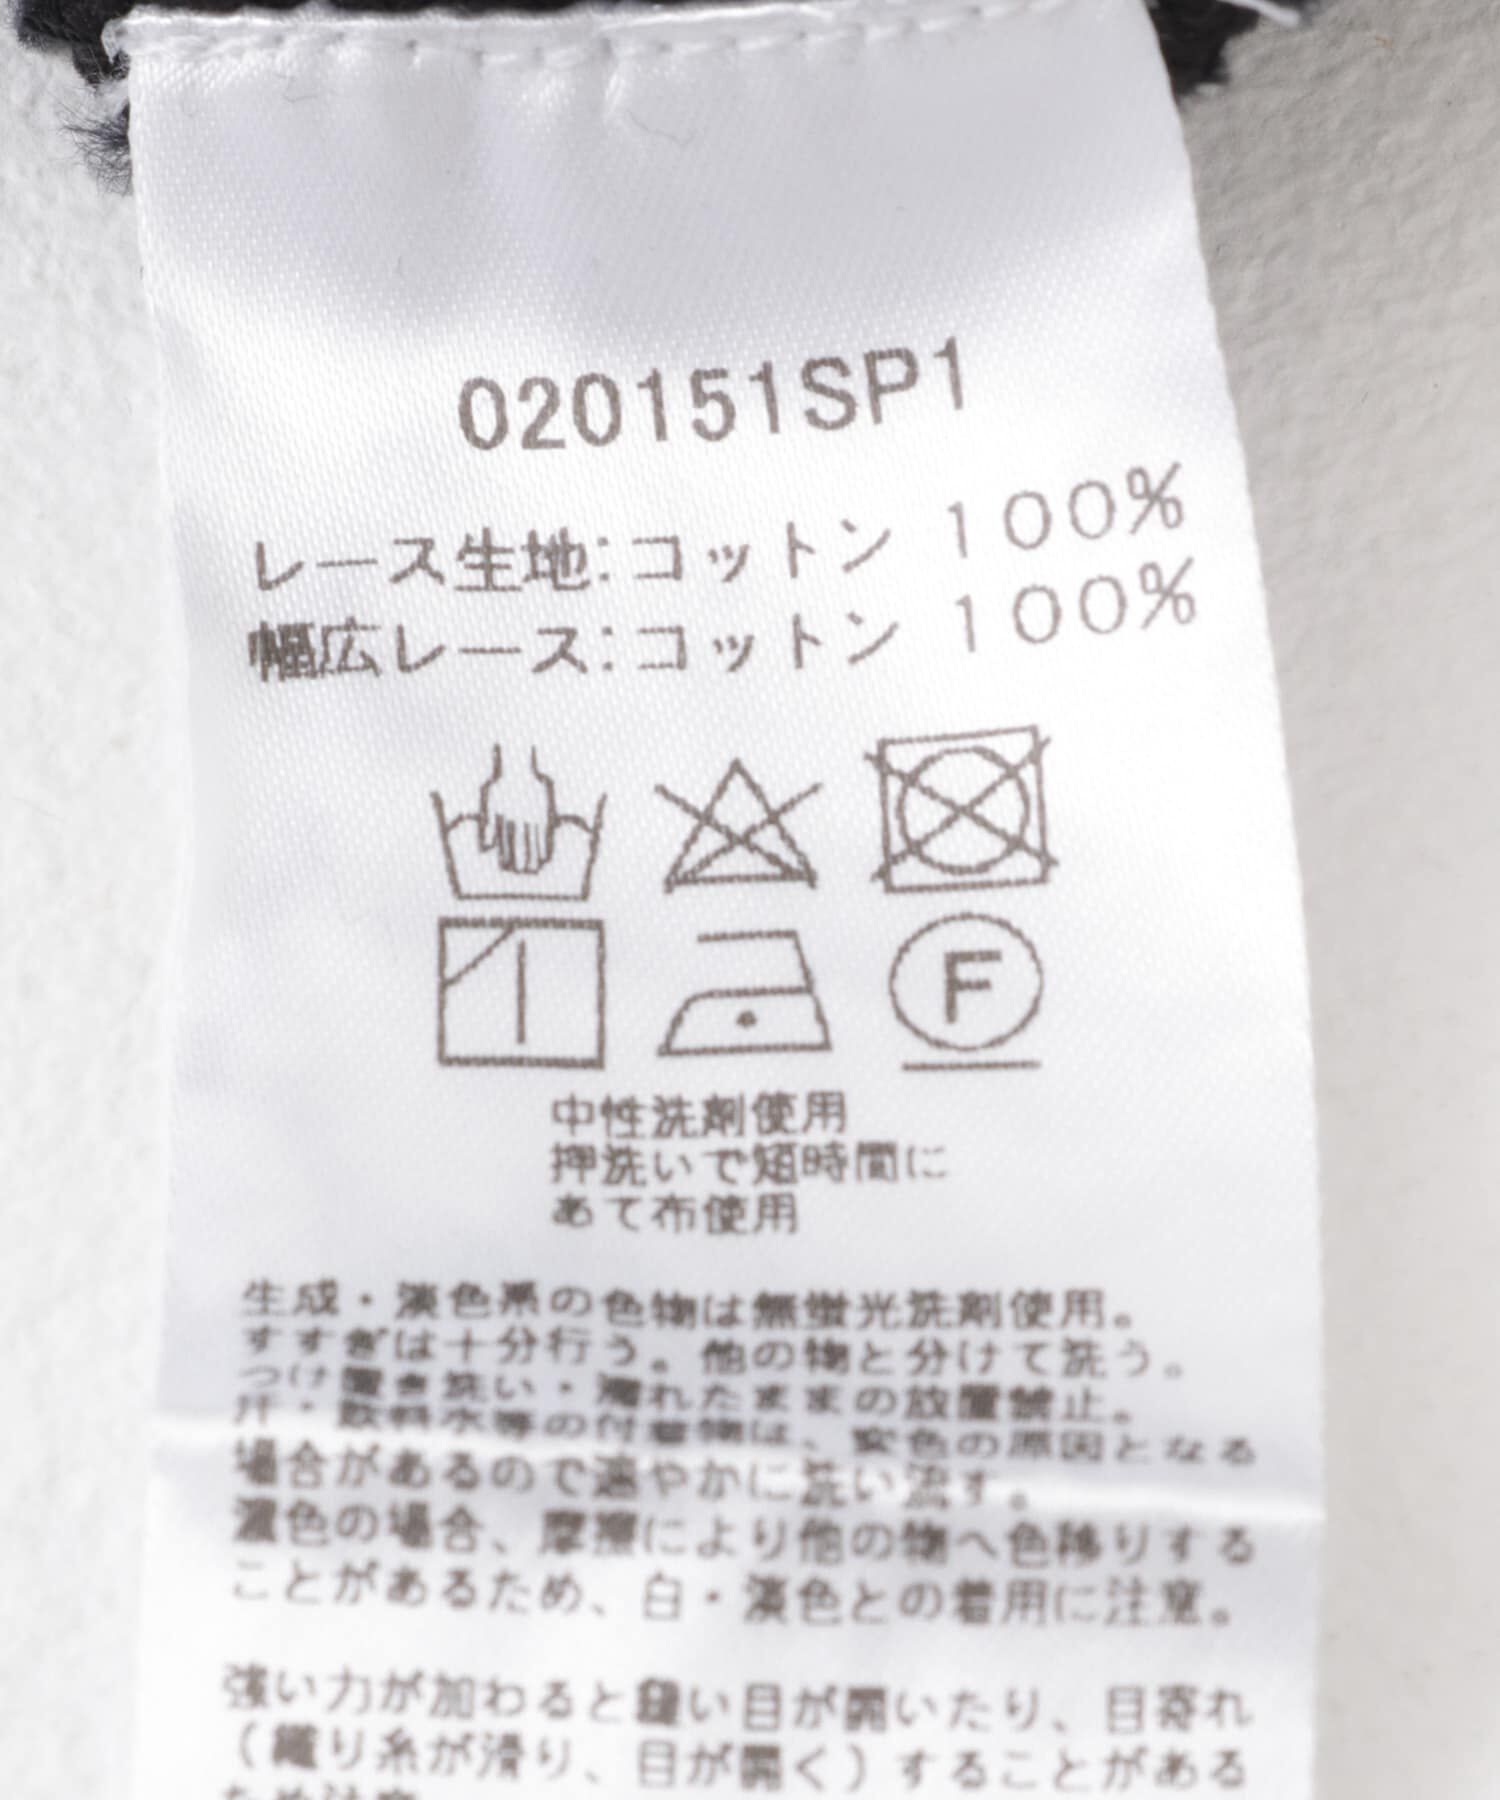 020151SP1
レース生地:コットン 100%
幅広レース:コットン 100%
F
中性洗剤使用
押洗いで短時間に
あて布使用
生成・淡色系の色物は無蛍光洗剤使用。
すすぎは十分行う。他の物と分けて洗う。
つけ置き洗い・濡れたままの放置禁止。
汗・飲料水等の付着物は、変色の原因となる
場合があるので速やかに洗い流す。
濃色の場合、摩擦により他の物へ色移りする
ことがあるため、白・淡色との着用に注意。
強い力が加わると縫い目が開いたり、目寄れ
(織り糸が滑り、目が開く)することがある
ため注意